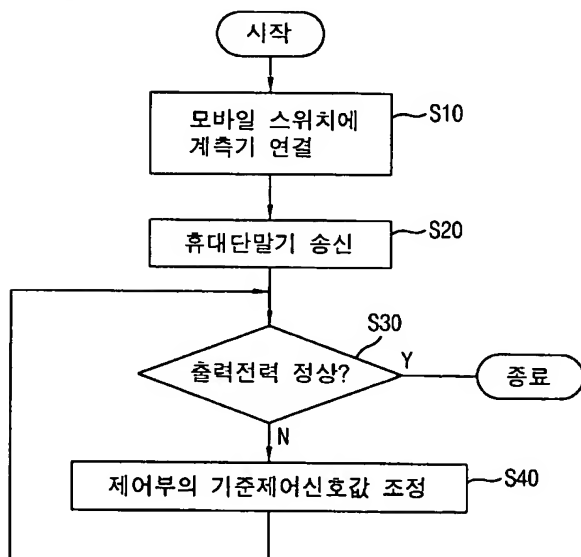 시작
모바일 스위치에
계측기 연결
S10
휴대단말기 송신
S20
S30
출력전력 정상?
Y
종료
N
제어부의 기준제어신호값 조정
S40